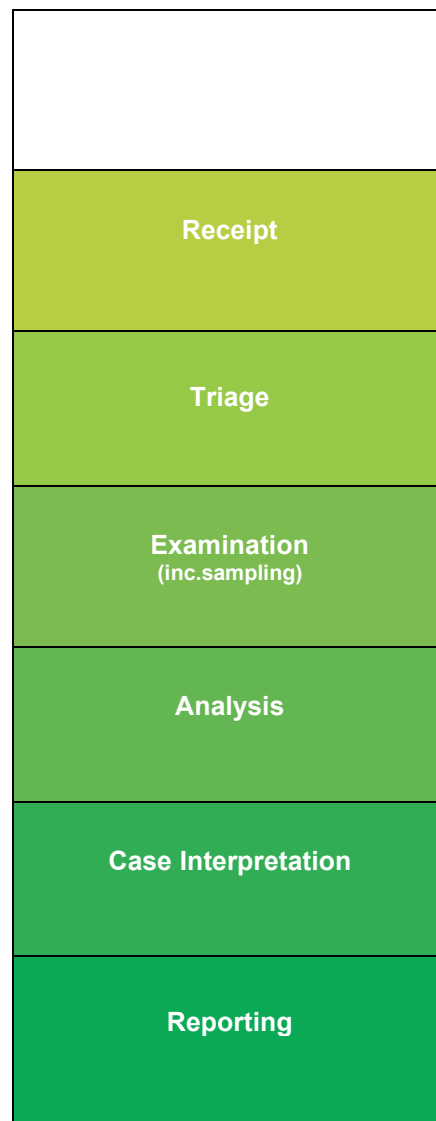 Receipt
Triage
Examination
(inc.sampling)
Analysis
Case Interpretation
Reporting